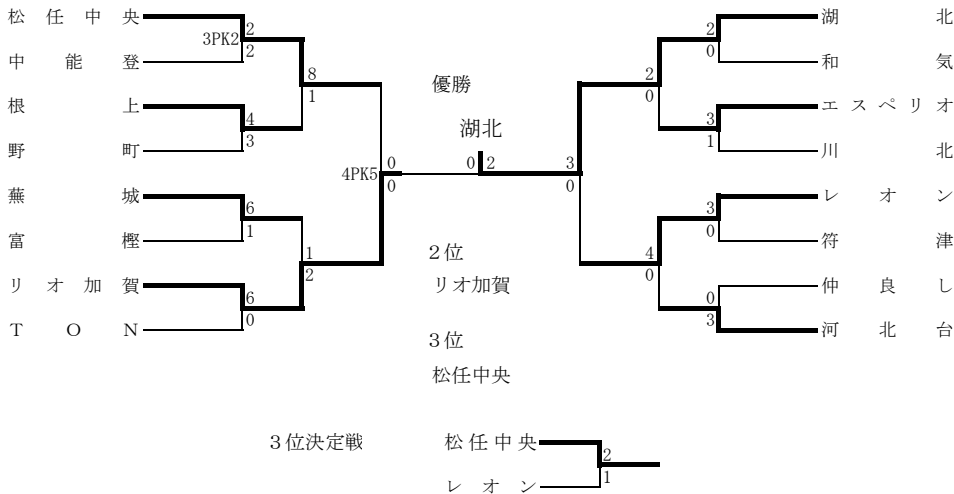 松任中央 2 2 湖北
3PK2
中能登 2 0 和気
8 2
優勝
1 0
根上 4 3 エスペリオ
湖北
野町 3 1 川北
4PK5 0 0 2 3
0 0
蕪城 6 3 レオン
富樫 1 0 符津
1 2位 4
2 リオ加賀 0
リオ加賀 6 0 仲良し
TON 0 3 河北台
3位
松任中央
3位決定戦 松任中央 2
レオン 1